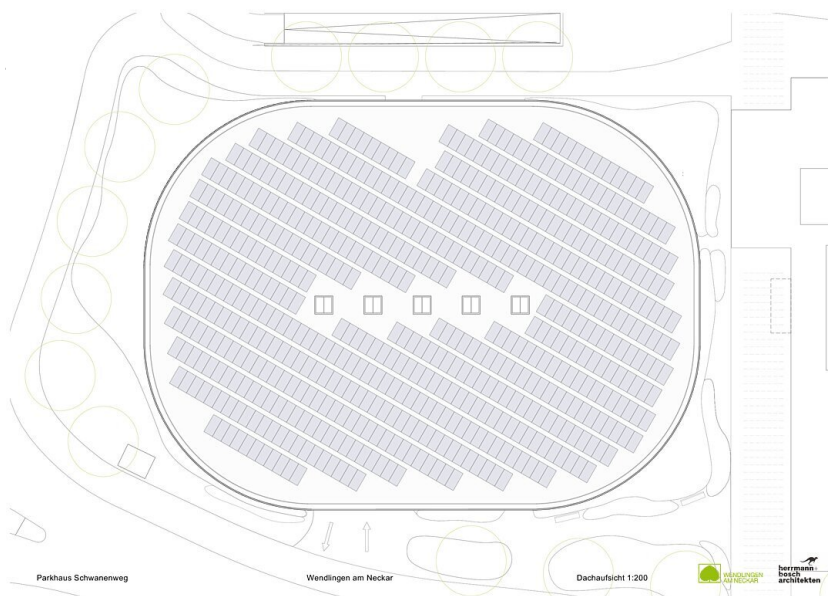 Parkhaus Schwanenweg
Wendlingen am Neckar
Dachaufsicht 1:200
WENDLINGEN
AM NECKAR
herrmann+
bosch
architekten